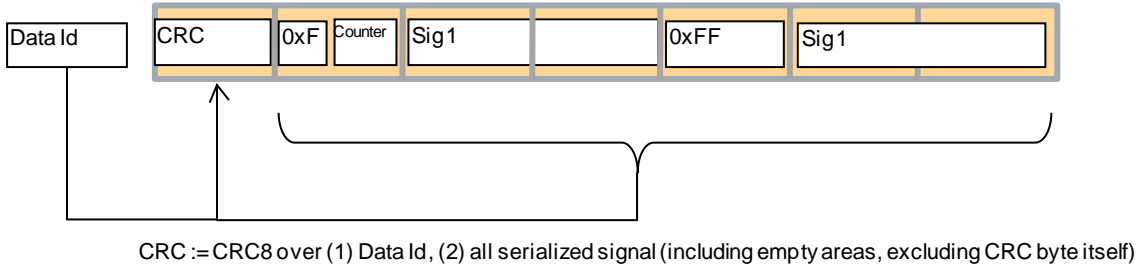 Data Id
CRC
0xF
Counter
Sig1
0xFF
Sig1
CRC := CRC8 over (1) Data Id, (2) all serialized signal (including empty areas, excluding CRC byte itself)